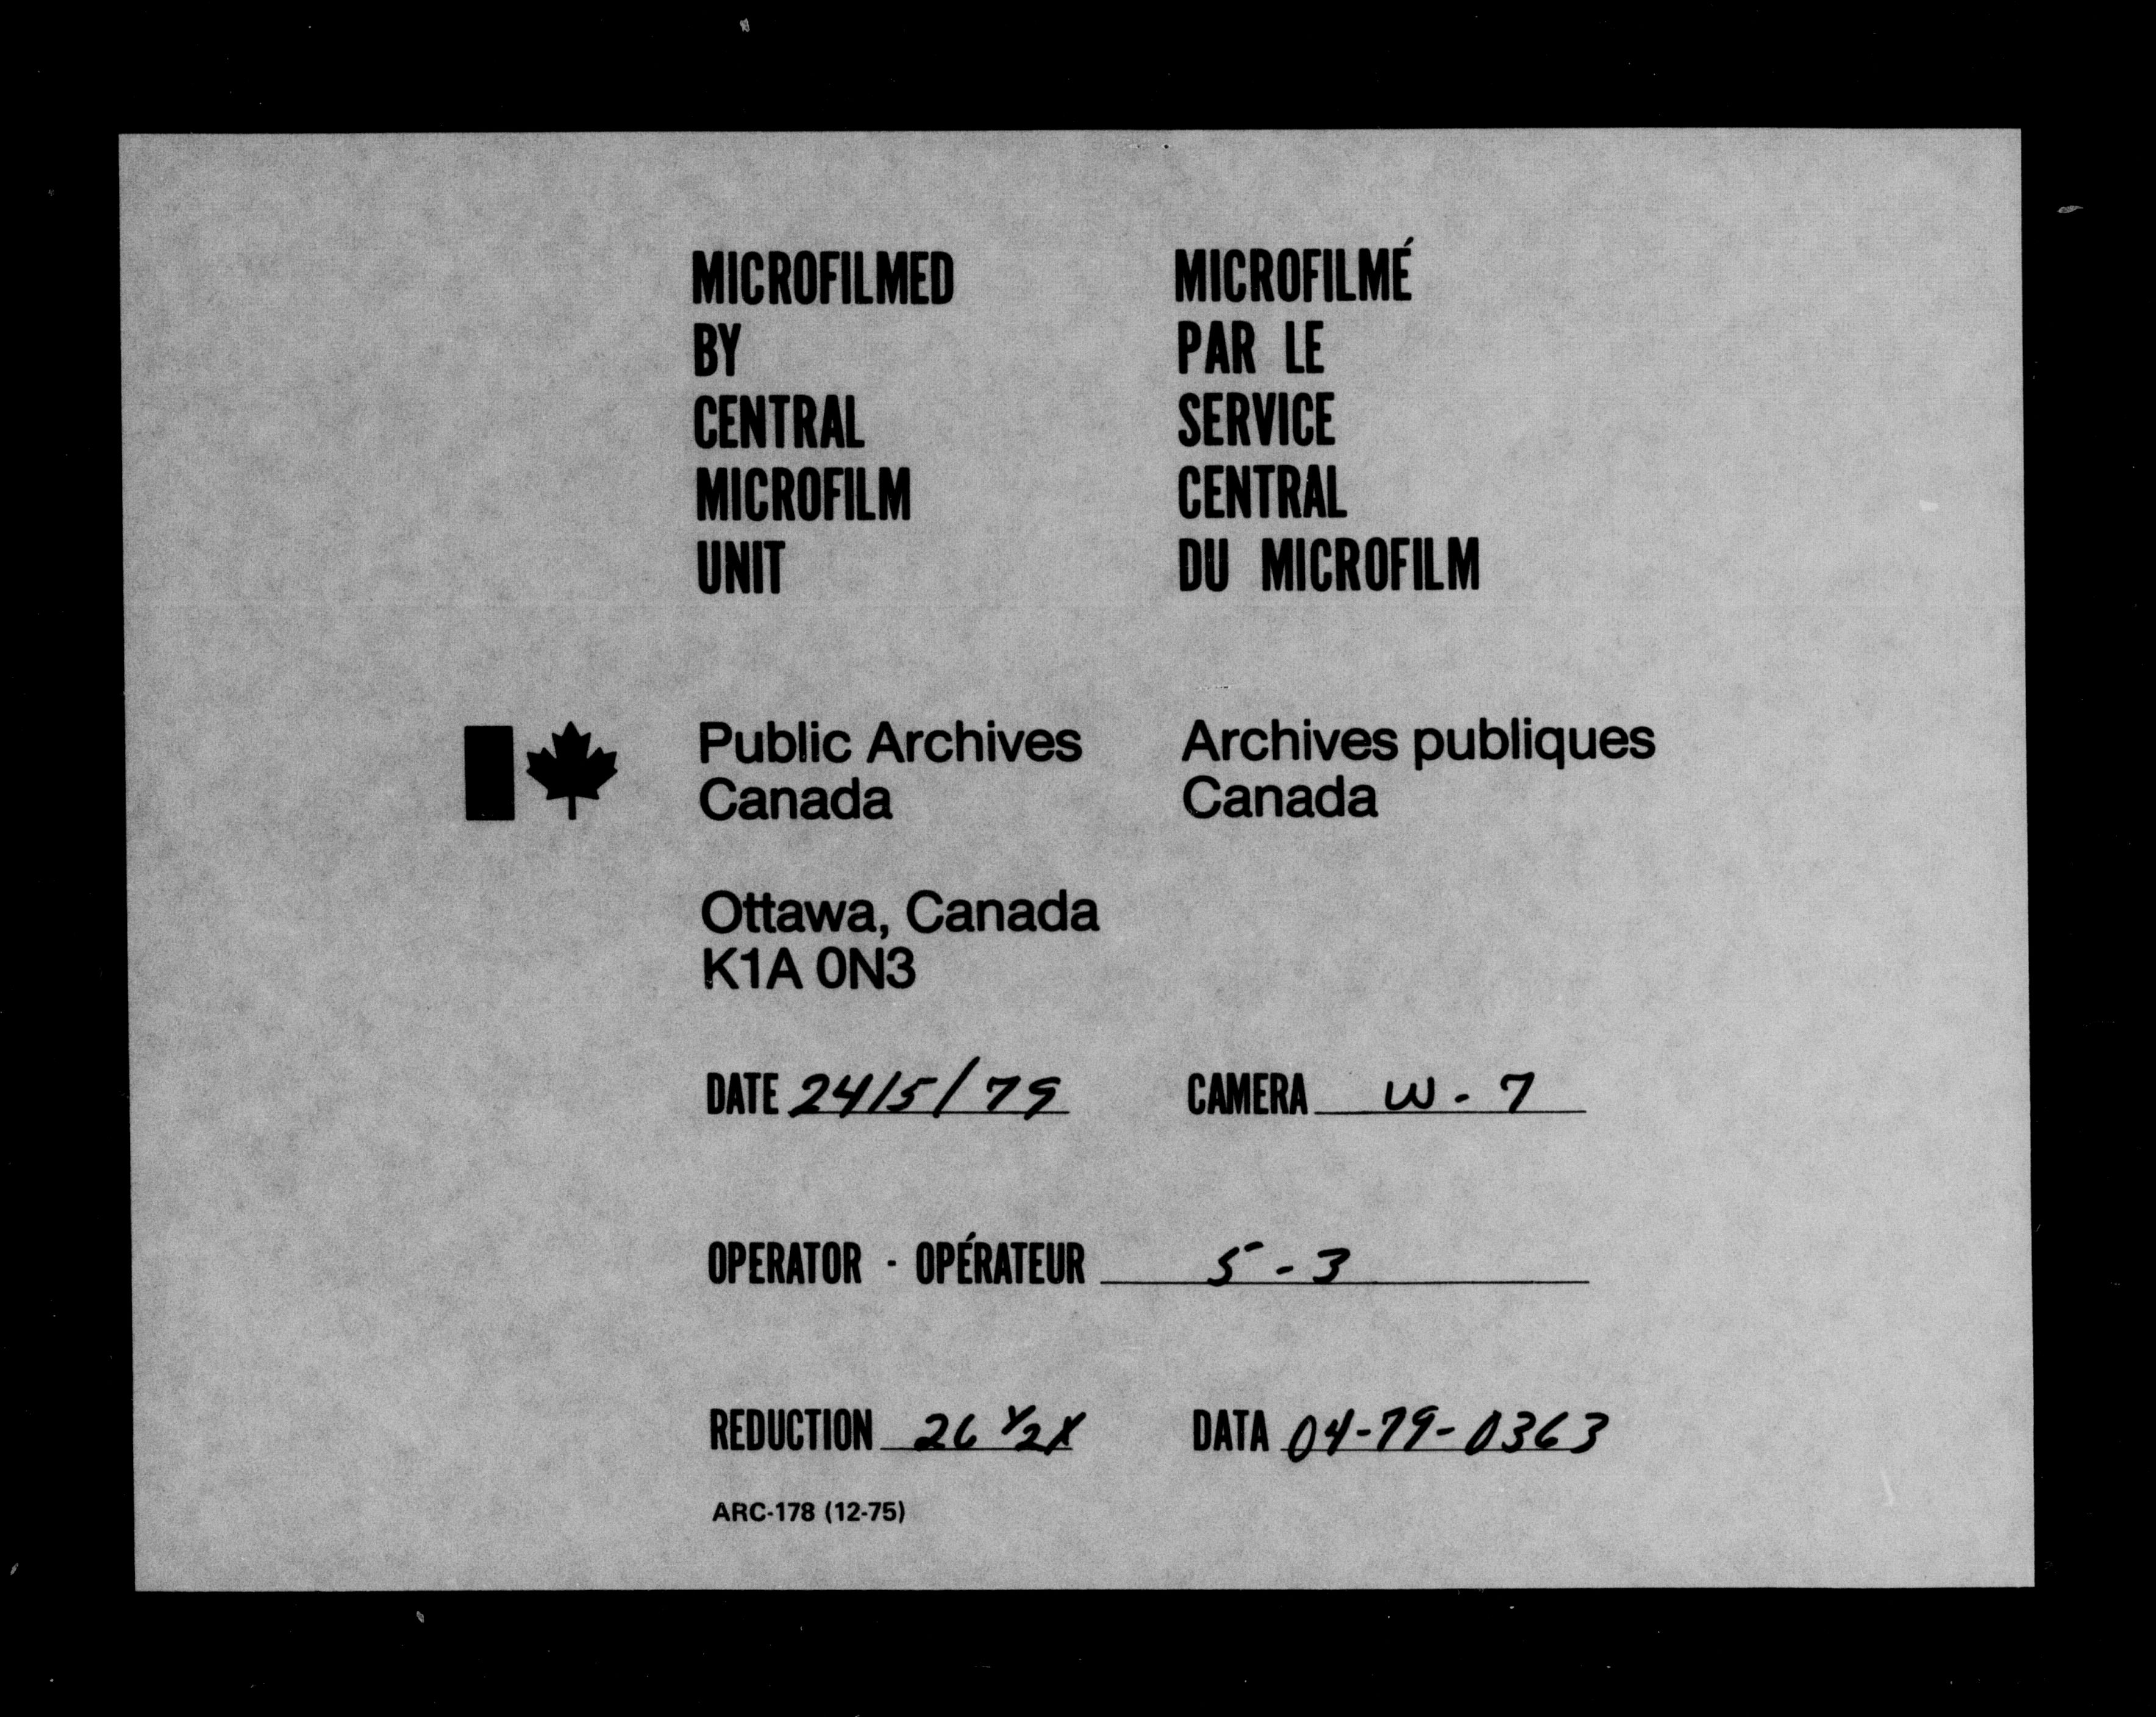 MICROFILMED
BY
CENTRAL
MICROFILM
UNIT
MICROFILMÉ
PAR LE
SERVICE
CENTRAL
DU MICROFILM
Public Archives
Canada
Archives publiques
Canada
Ottawa, Canada
K1A 0N3
DATE 24/5/79
CAMERA W-7
OPERATOR - OPÉRATEUR 5-3
REDUCTION 26 1/2X
DATA 04-79-0363
ARC-178 (12-75)